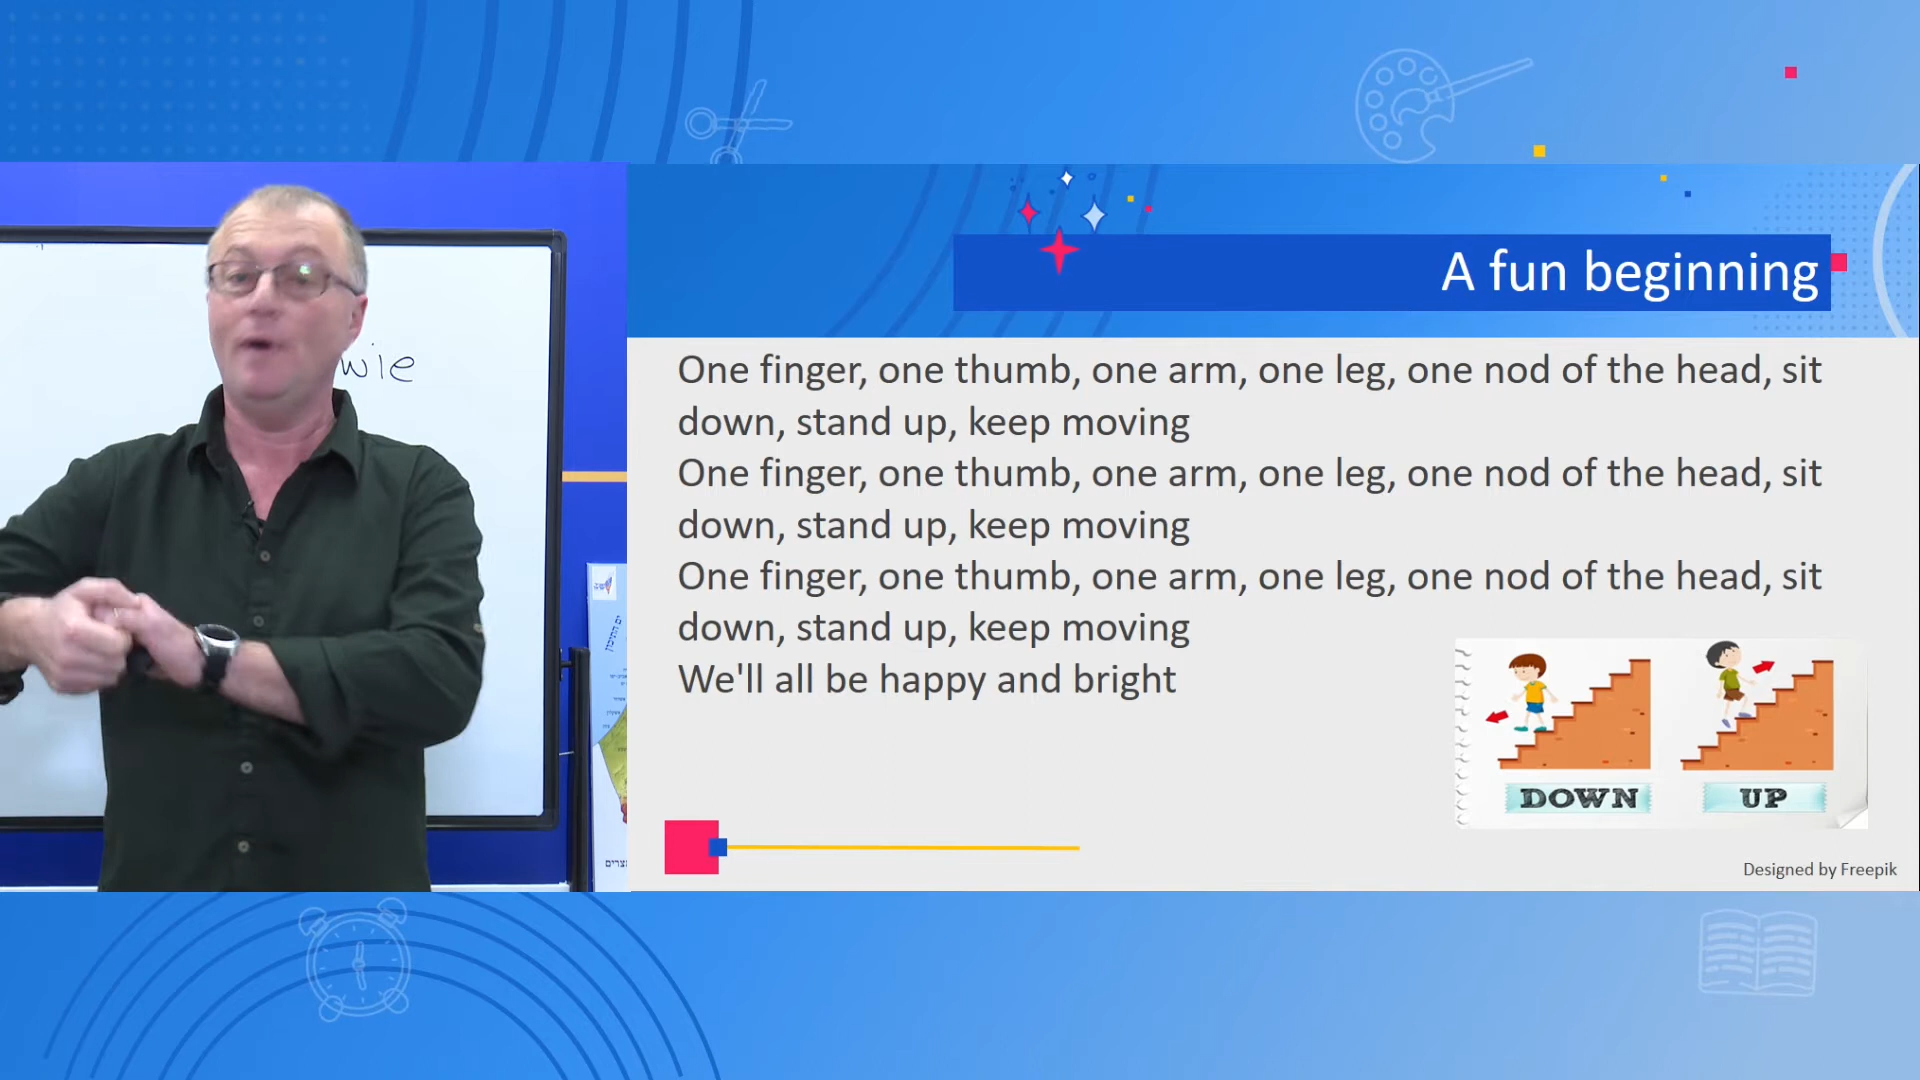 wie
A fun beginning
One finger, one thumb, one arm, one leg, one nod of the head, sit
down, stand up, keep moving
One finger, one thumb, one arm, one leg, one nod of the head, sit
down, stand up, keep moving
One finger, one thumb, one arm, one leg, one nod of the head, sit
down, stand up, keep moving
We'll all be happy and bright
DOWN
UP
Designed by Freepik
ים התיכון